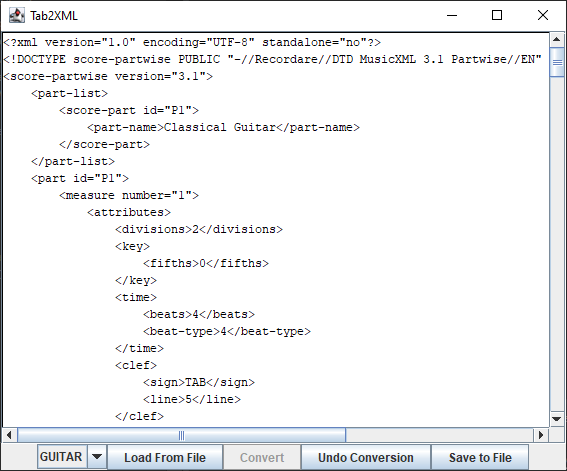 Tab2XML
<?xml version="1.0" encoding="UTF-8" standalone="no"?>
<!DOCTYPE score-partwise PUBLIC "-//Recordare//DTD MusicXML 3.1 Partwise//EN"
<score-partwise version="3.1">
    <part-list>
        <score-part id="P1">
            <part-name>Classical Guitar</part-name>
        </score-part>
    </part-list>
    <part id="P1">
        <measure number="1">
            <attributes>
                <divisions>2</divisions>
                <key>
                    <fifths>0</fifths>
                </key>
                <time>
                    <beats>4</beats>
                    <beat-type>4</beat-type>
                </time>
                <clef>
                    <sign>TAB</sign>
                    <line>5</line>
                </clef>
GUITAR Load From File Convert Undo Conversion Save to File